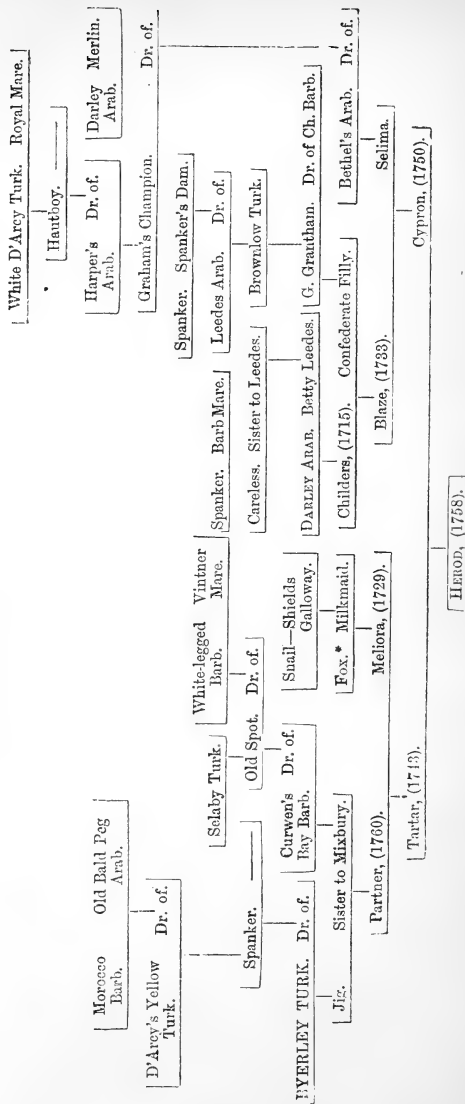 White D'Arcy Turk. Royal Mare.
Hautboy. ——
Morocco Barb. Old Bald Peg Arab. Harper's Arab. Dr. of. Darley Arab. Merlin.
D'Arcy's Yellow Turk. Dr. of. Graham's Champion. Dr. of.
Spanker. Spanker's Dam.
Selaby Turk. White-legged Barb. Vintner Mare. Spanker. Barb Mare. Leedes Arab. Dr. of.
Spanker. —— Old Spot. Dr. of. Careless. Sister to Leedes. Brownlow Turk.
BYERLEY TURK. Dr. of. Curwen's Bay Barb. Dr. of. Snail—Shields Galloway. DARLEY ARAB. Betty Leedes. G. Grantham. Dr. of Ch. Barb.
Jig. Sister to Mixbury. Fox.* Milkmaid. Childers, (1715). Confederate Filly. Bethel's Arab. Dr. of.
Partner, (1760). Meliora, (1729). Blaze, (1733). Selima.
Tartar, (1743). Cypron, (1750).
HEROD, (1758).